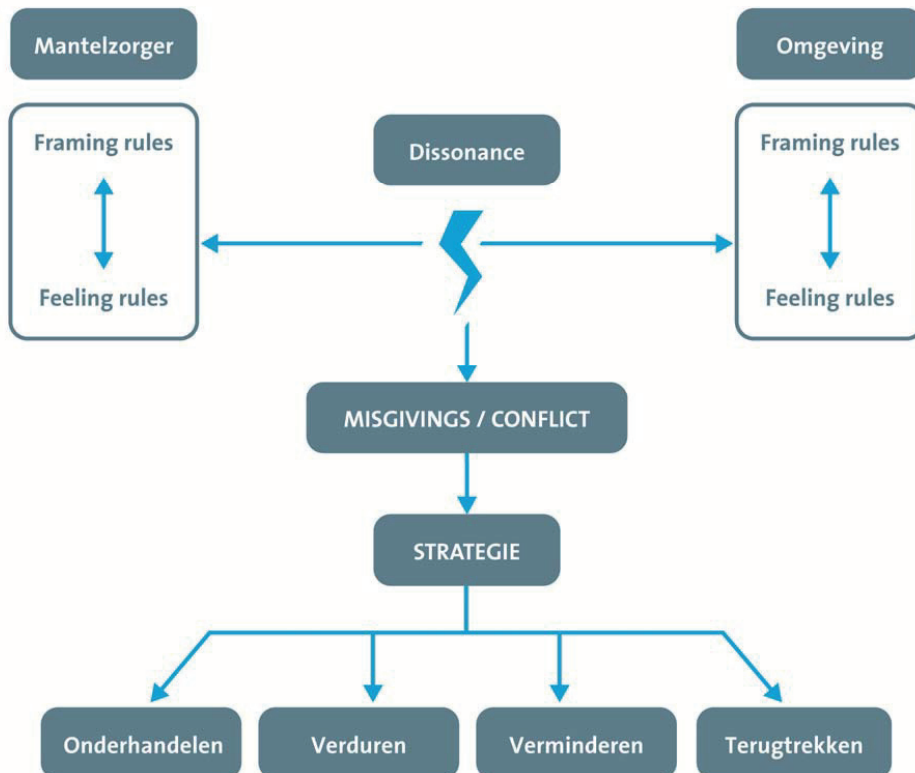 Mantelzorger
Omgeving
Framing rules
Dissonance
Framing rules
Feeling rules
Feeling rules
MISGIVINGS / CONFLICT
STRATEGIE
Onderhandelen
Verduren
Verminderen
Terugtrekken